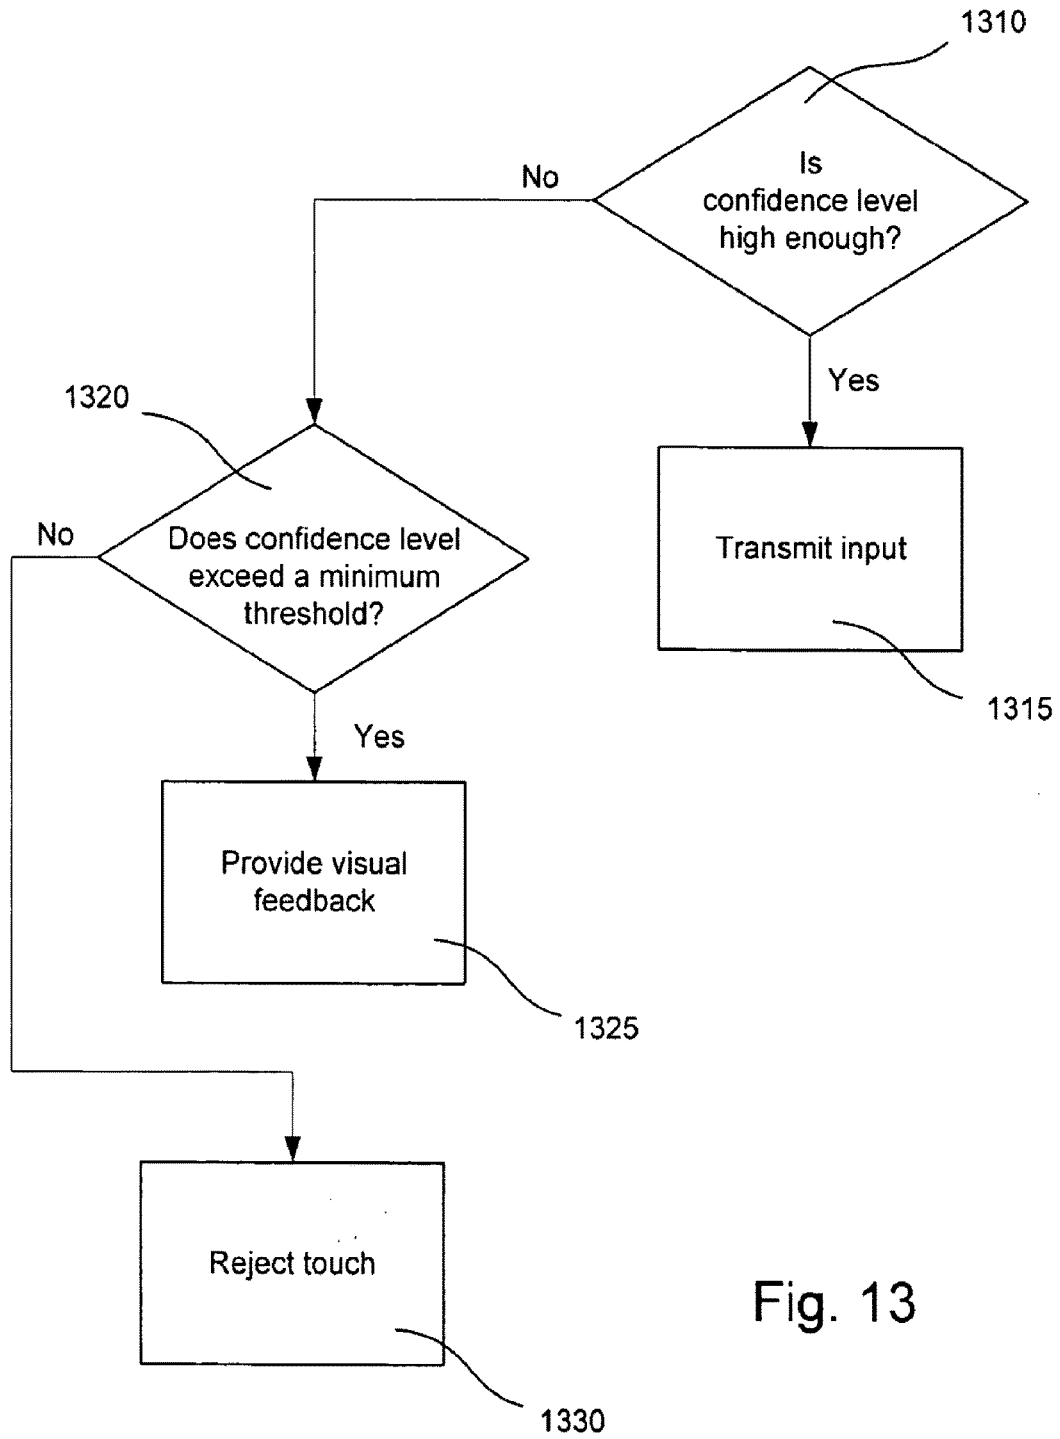 1310
No
Is
confidence level
high enough?
Yes
1320
No
Does confidence level
exceed a minimum
threshold?
Transmit input
1315
Yes
Provide visual
feedback
1325
Reject touch
Fig. 13
1330